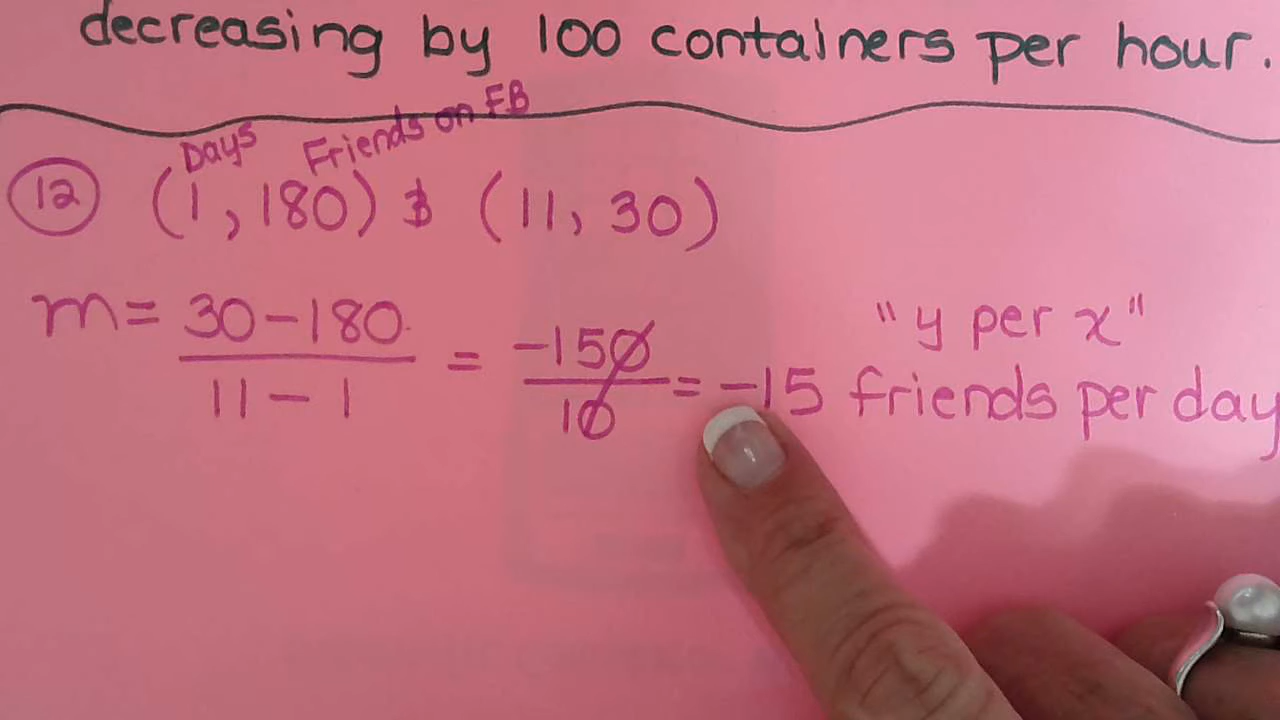 decreasing by 100 containers per hour.
Days Friends on FB
12 (1, 180) & (11, 30)
"y per x"
m = 30 - 180 / 11 - 1 = -150 / 10 = -15 friends per day